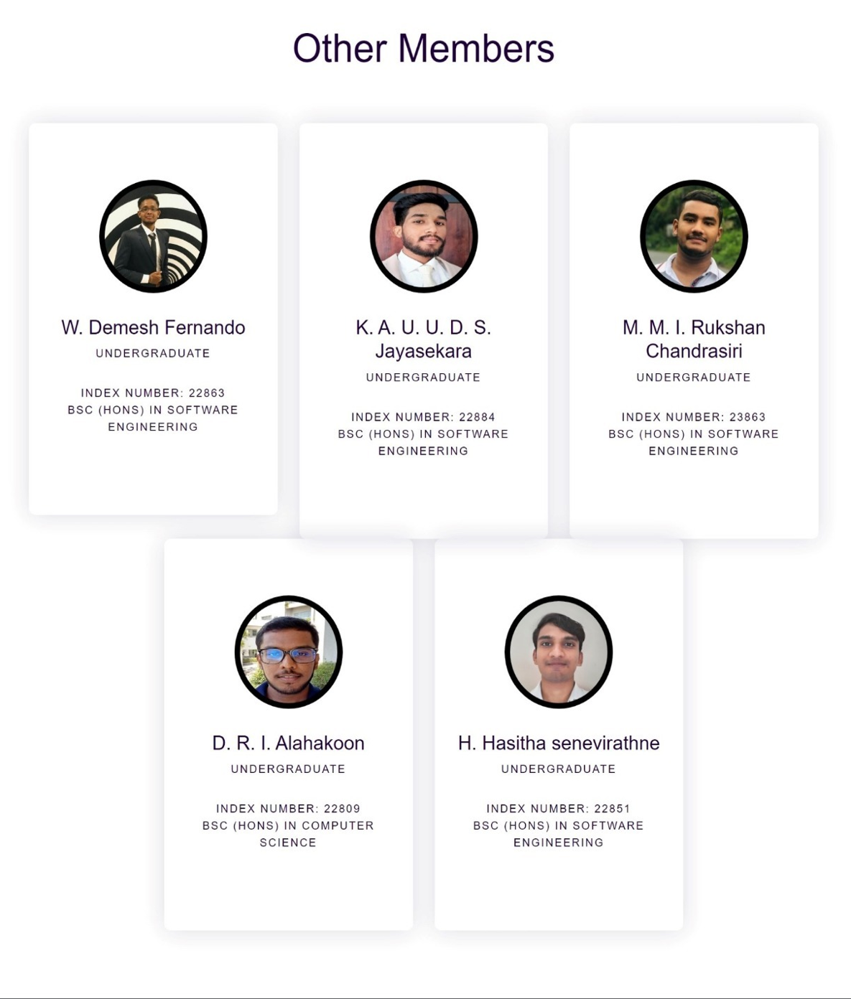 Other Members
W. Demesh Fernando
UNDERGRADUATE
INDEX NUMBER: 22863
BSC (HONS) IN SOFTWARE
ENGINEERING
K. A. U. U. D. S.
Jayasekara
UNDERGRADUATE
INDEX NUMBER: 22884
BSC (HONS) IN SOFTWARE
ENGINEERING
M. M. I. Rukshan
Chandrasiri
UNDERGRADUATE
INDEX NUMBER: 23863
BSC (HONS) IN SOFTWARE
ENGINEERING
D. R. I. Alahakoon
UNDERGRADUATE
INDEX NUMBER: 22809
BSC (HONS) IN COMPUTER
SCIENCE
H. Hasitha senevirathne
UNDERGRADUATE
INDEX NUMBER: 22851
BSC (HONS) IN SOFTWARE
ENGINEERING